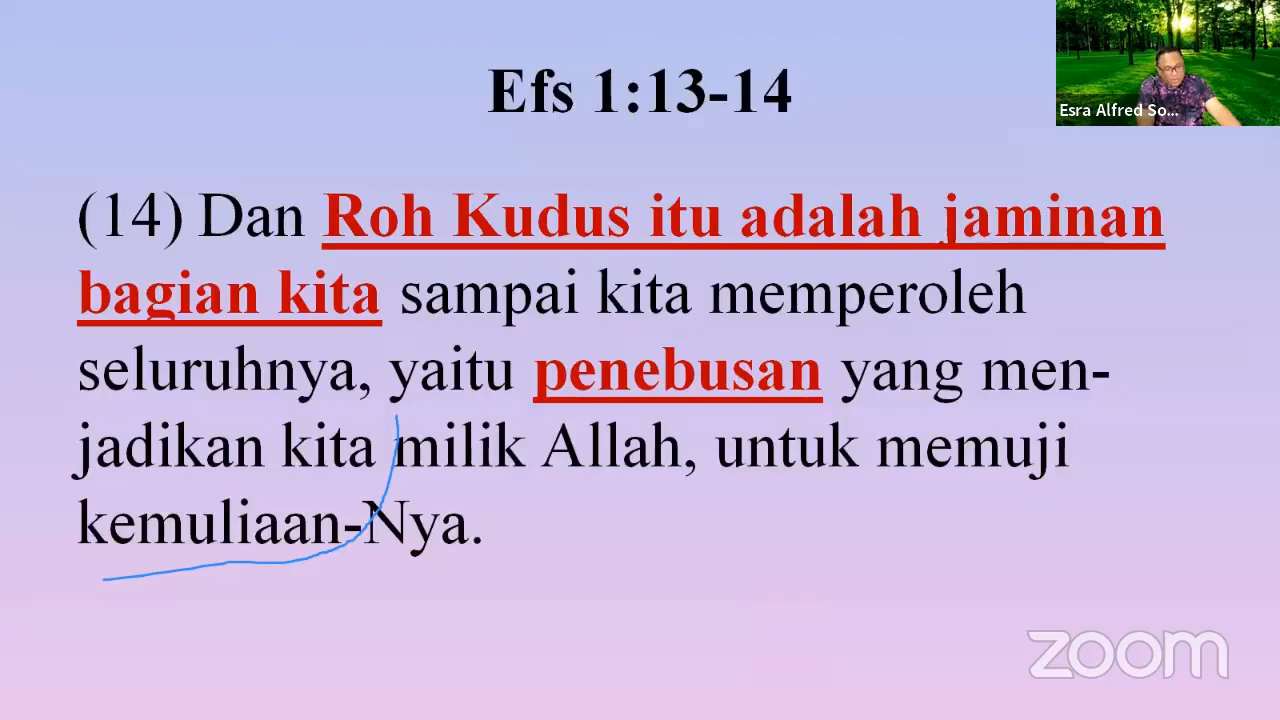 Efs 1:13-14
Esra Alfred So...
(14) Dan Roh Kudus itu adalah jaminan
bagian kita sampai kita memperoleh
seluruhnya, yaitu penebusan yang men-
jadikan kita milik Allah, untuk memuji
kemuliaan-Nya.
zoom